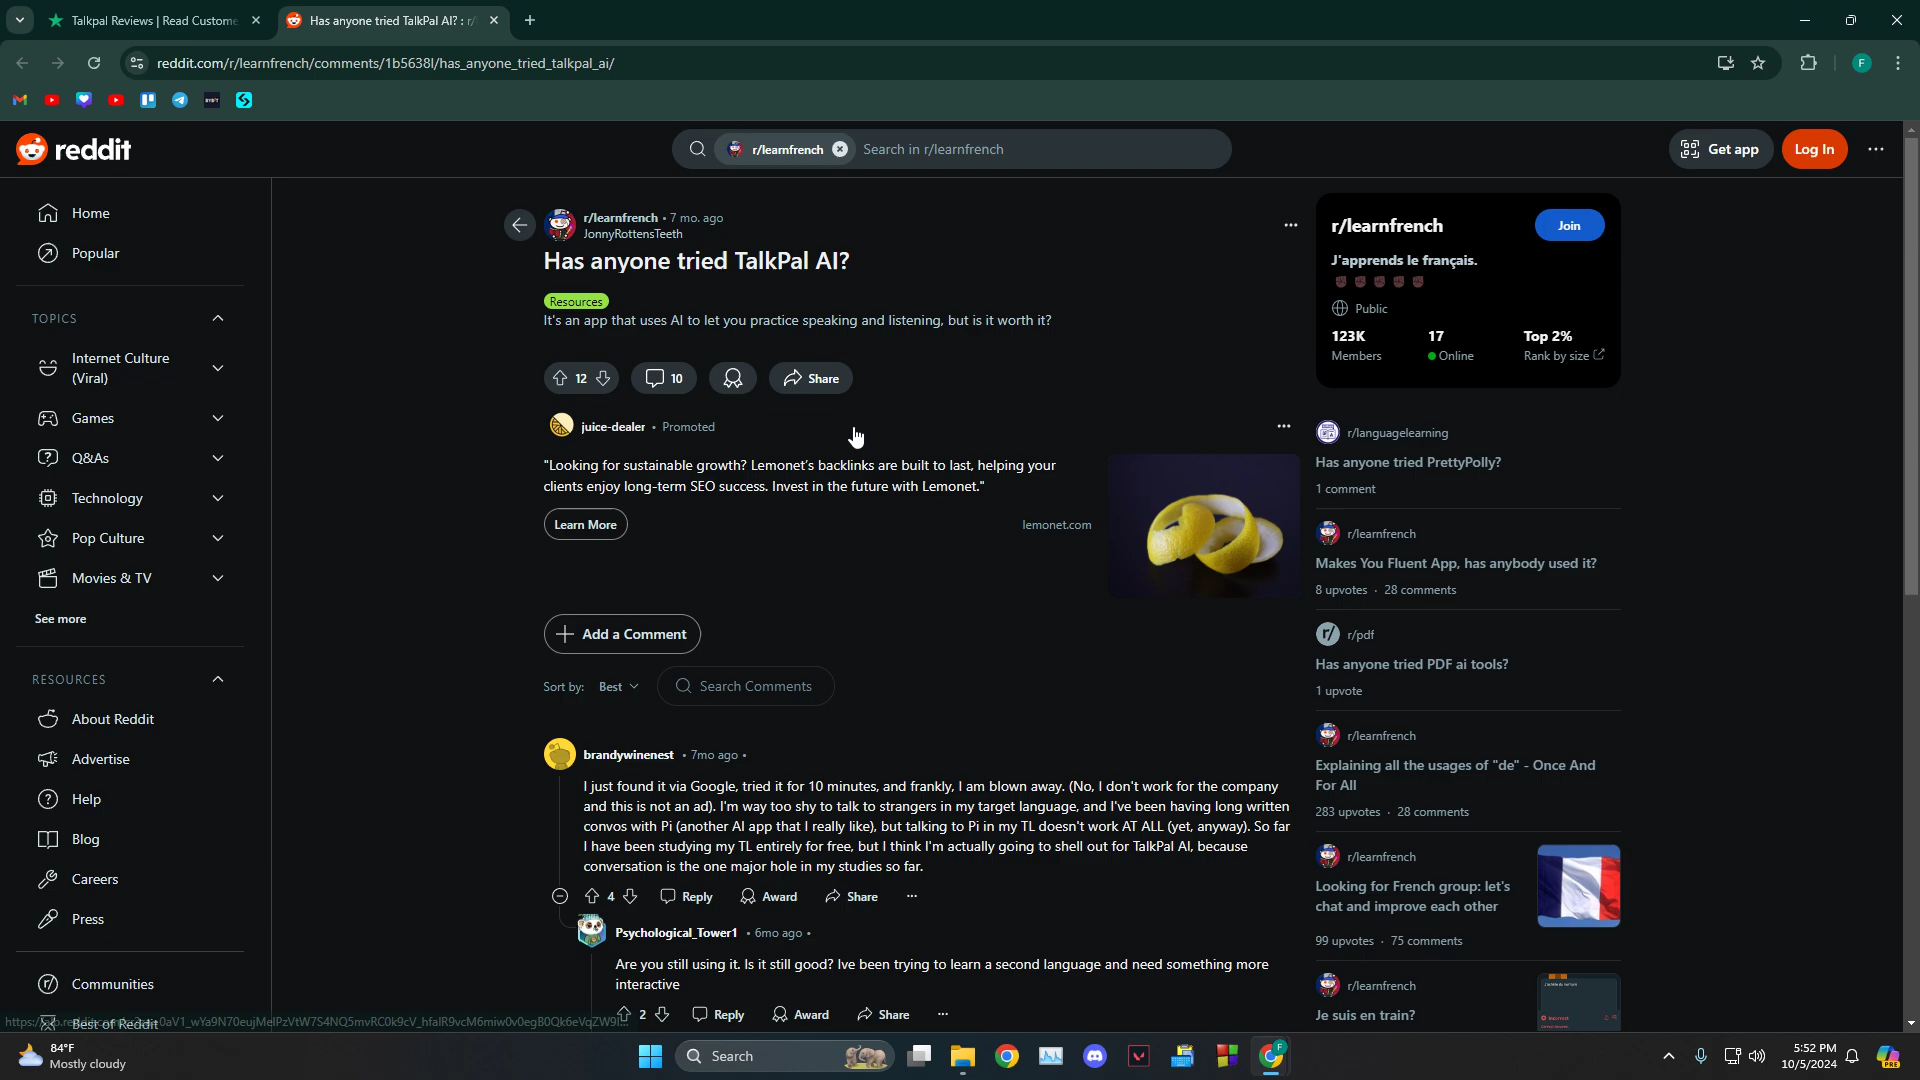 Talkpal Reviews | Read Custome
Has anyone tried TalkPal AI? : r/
reddit.com/r/learnfrench/comments/1b5638l/has_anyone_tried_talkpal_ai/
F
reddit
r/learnfrench
Search in r/learnfrench
Get app
Log In
Home
Popular
TOPICS
Internet Culture
(Viral)
Games
Q&As
Technology
Pop Culture
Movies & TV
See more
RESOURCES
About Reddit
Advertise
Help
Blog
Careers
Press
Communities
Best of Reddit
r/learnfrench • 7 mo. ago
JonnyRottensTeeth
Has anyone tried TalkPal AI?
Resources
It's an app that uses AI to let you practice speaking and listening, but is it worth it?
12
10
Share
juice-dealer • Promoted
"Looking for sustainable growth? Lemonet's backlinks are built to last, helping your
clients enjoy long-term SEO success. Invest in the future with Lemonet."
Learn More
lemonet.com
Add a Comment
Sort by: Best
Search Comments
brandywinenest • 7mo ago •
I just found it via Google, tried it for 10 minutes, and frankly, I am blown away. (No, I don't work for the company
and this is not an ad). I'm way too shy to talk to strangers in my target language, and I've been having long written
convos with Pi (another AI app that I really like), but talking to Pi in my TL doesn't work AT ALL (yet, anyway). So far
I have been studying my TL entirely for free, but I think I'm actually going to shell out for TalkPal AI, because
conversation is the one major hole in my studies so far.
4 Reply Award Share
Psychological_Tower1 • 6mo ago •
Are you still using it. Is it still good? Ive been trying to learn a second language and need something more
interactive
2 Reply Award Share
r/learnfrench
Join
J'apprends le français.
Public
123K 17 Top 2%
Members Online Rank by size
r/languagelearning
Has anyone tried PrettyPolly?
1 comment
r/learnfrench
Makes You Fluent App, has anybody used it?
8 upvotes · 28 comments
r/pdf
Has anyone tried PDF ai tools?
1 upvote
r/learnfrench
Explaining all the usages of "de" - Once And
For All
283 upvotes · 28 comments
r/learnfrench
Looking for French group: let's
chat and improve each other
99 upvotes · 75 comments
r/learnfrench
Je suis en train?
84°F
Mostly cloudy
Search
5:52 PM
10/5/2024